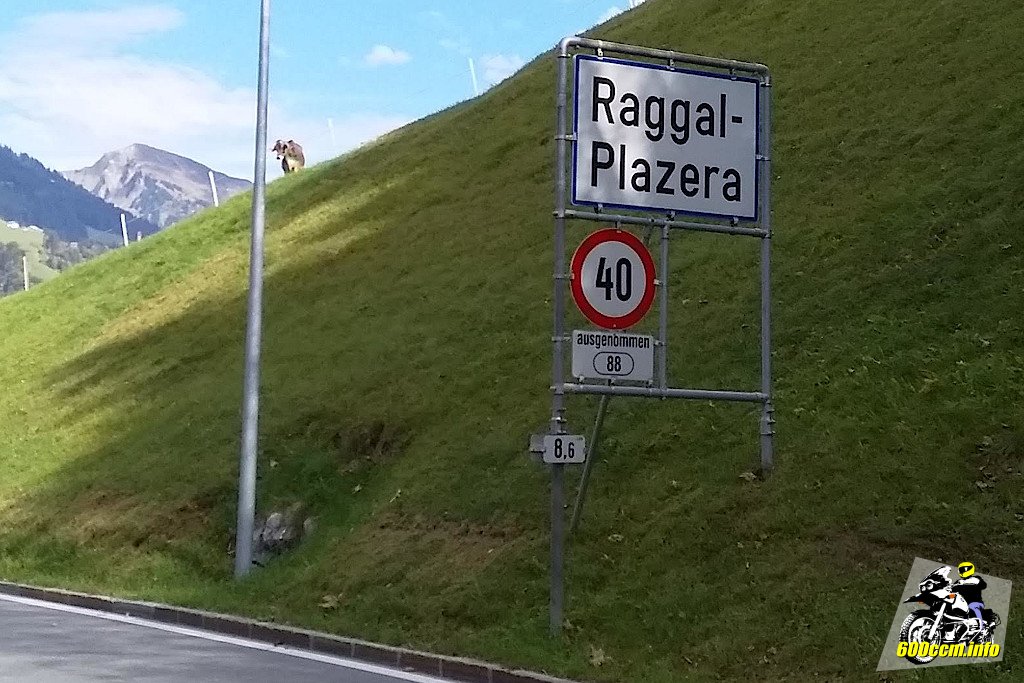 Raggal-
Plazera
40
ausgenommen
88
8,6
600ccm.info